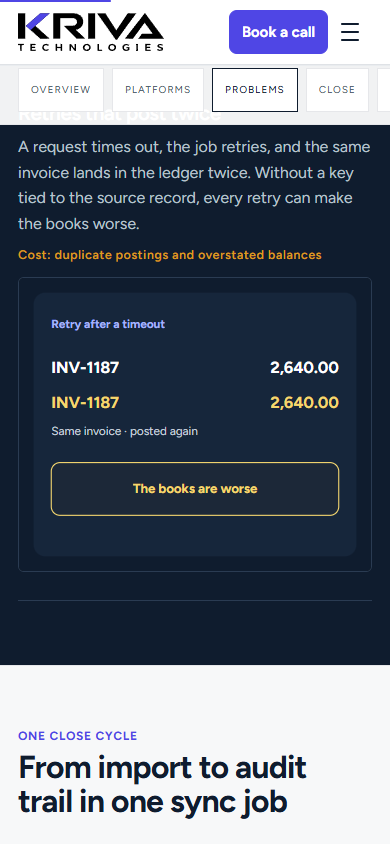 KRIVA
TECHNOLOGIES
Book a call
OVERVIEW
PLATFORMS
PROBLEMS
CLOSE
Retries that post twice
A request times out, the job retries, and the same
invoice lands in the ledger twice. Without a key
tied to the source record, every retry can make
the books worse.
Cost: duplicate postings and overstated balances
Retry after a timeout
INV-1187 2,640.00
INV-1187 2,640.00
Same invoice · posted again
The books are worse
ONE CLOSE CYCLE
From import to audit
trail in one sync job